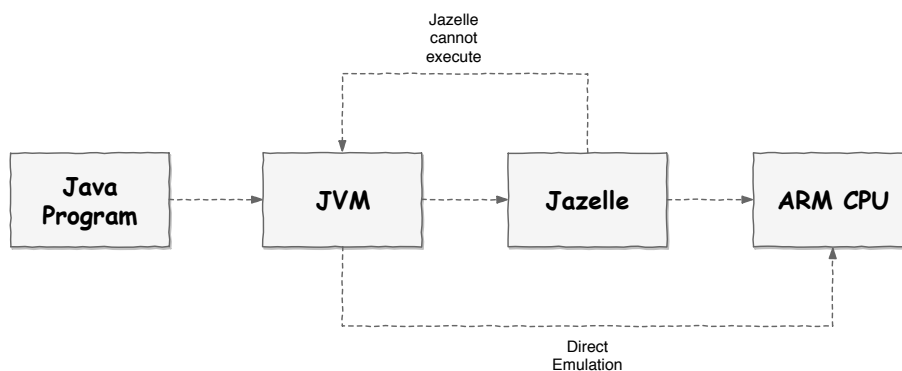 Jazelle
cannot
execute
Java
Program
JVM
Jazelle
ARM CPU
Direct
Emulation